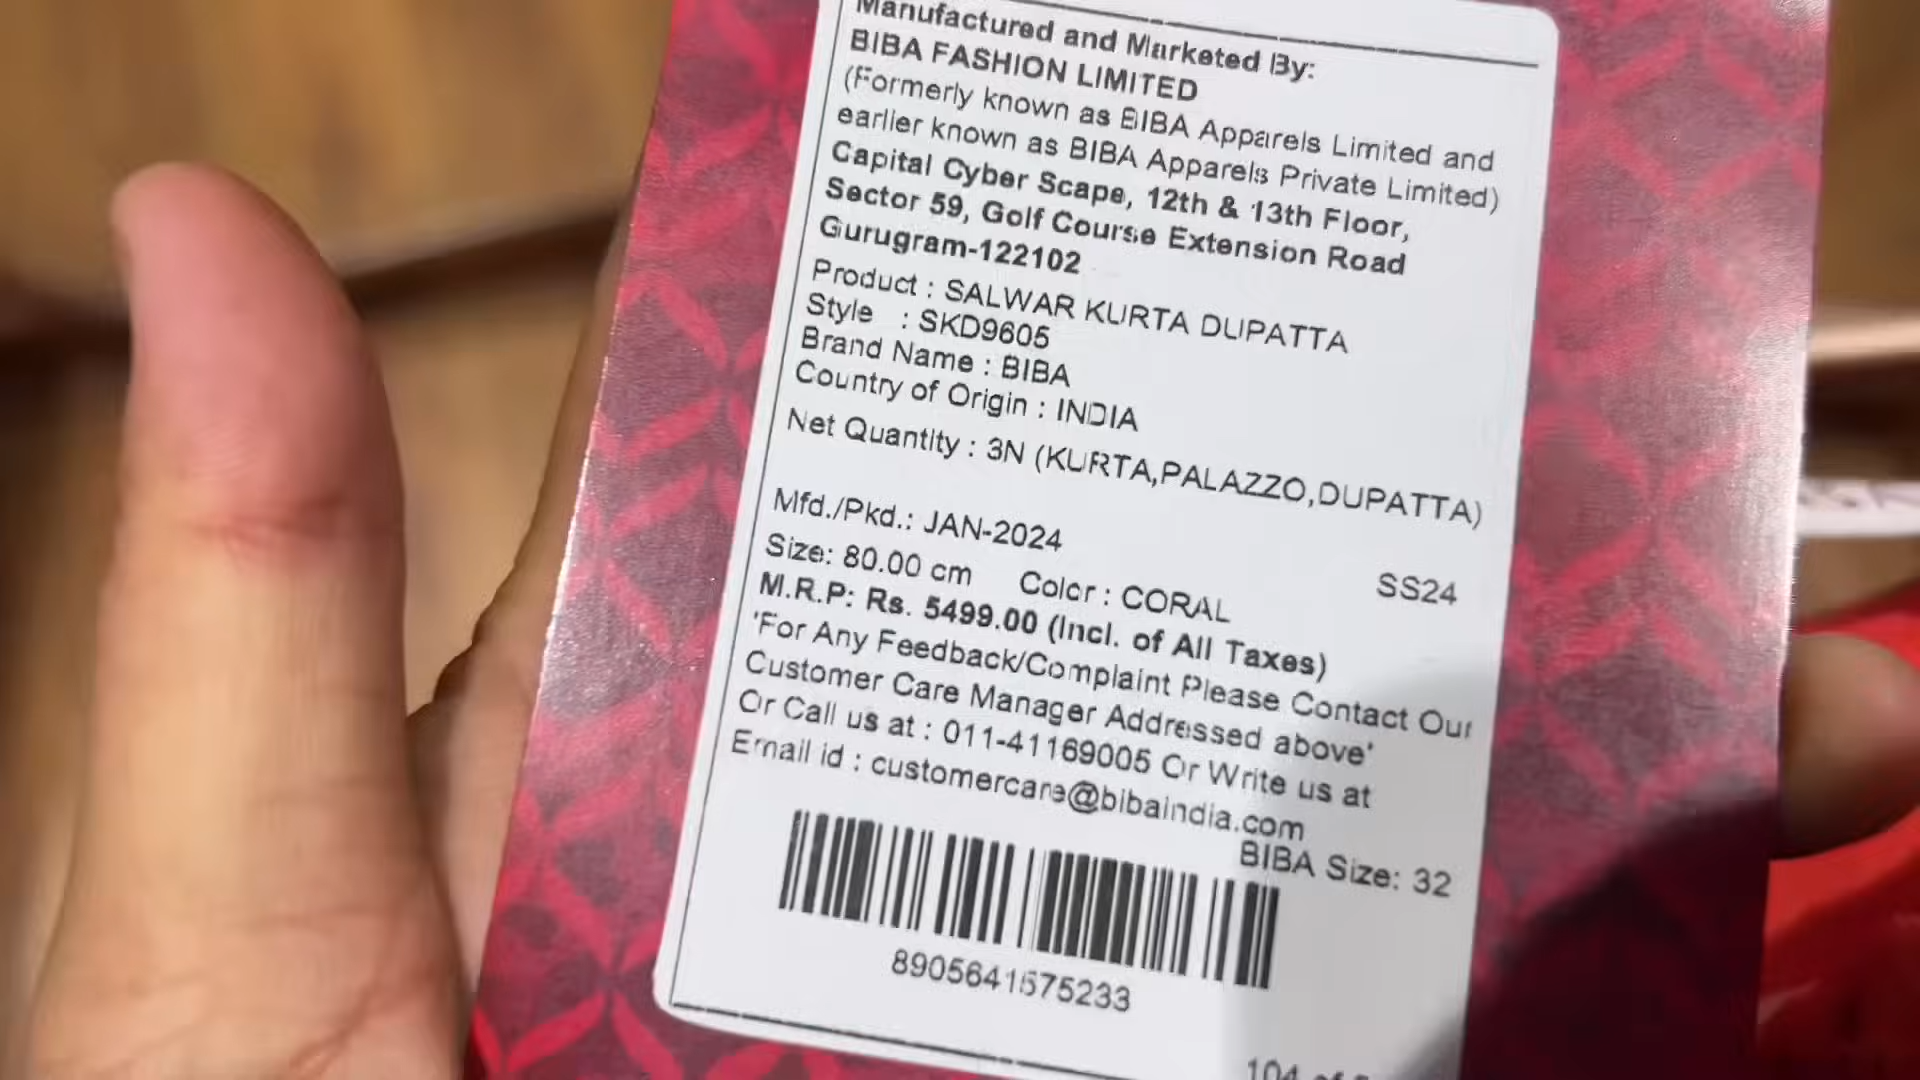 Manufactured and Marketed By:
BIBA FASHION LIMITED
(Formerly known as BIBA Apparels Limited and
earlier known as BIBA Apparels Private Limited)
Capital Cyber Scape, 12th & 13th Floor,
Sector 59, Golf Course Extension Road
Gurugram-122102
Product : SALWAR KURTA DUPATTA
Style : SKD9605
Brand Name : BIBA
Country of Origin : INDIA
Net Quantity : 3N (KURTA,PALAZZO,DUPATTA)
Mfd./Pkd.: JAN-2024
SS24
Size: 80.00 cm Color : CORAL
M.R.P: Rs. 5499.00 (Incl. of All Taxes)
'For Any Feedback/Complaint Please Contact Our
Customer Care Manager Addressed above'
Or Call us at : 011-41169005 Or Write us at
Email id : customercare@bibaindia.com
BIBA Size: 32